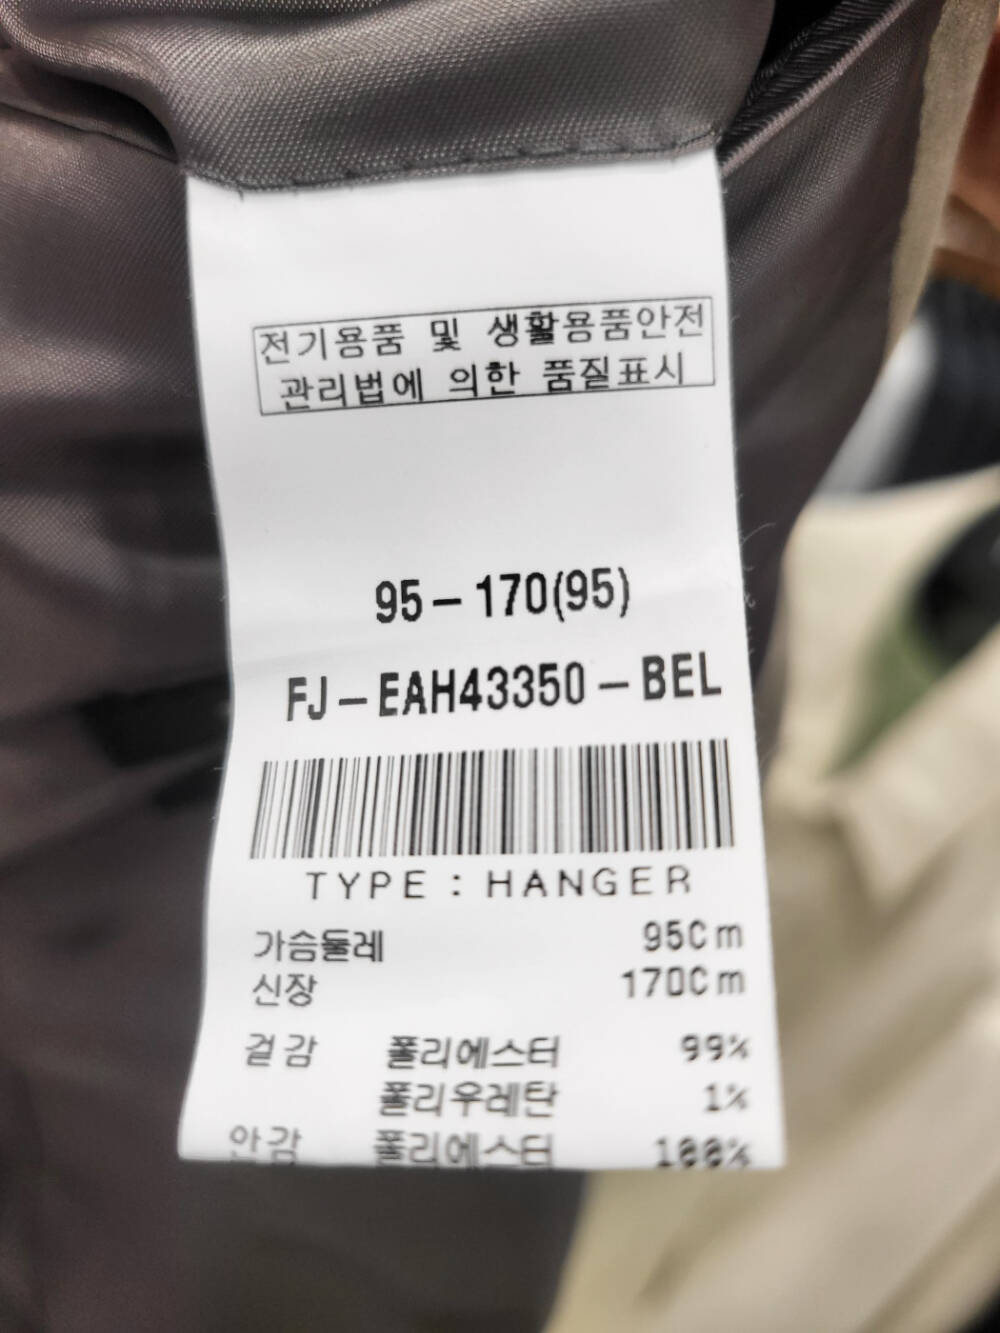 전기용품 및 생활용품안전
관리법에 의한 품질표시
95-170(95)
FJ-EAH43350-BEL
TYPE : HANGER
가슴둘레 95Cm
신장 170Cm
겉감 폴리에스터 99%
폴리우레탄 1%
안감 폴리에스터 100%